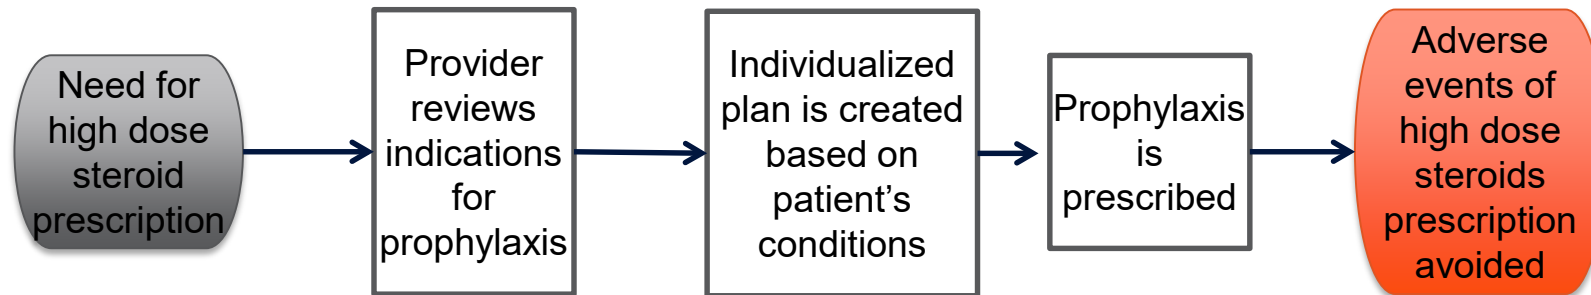 Need for
high dose
steroid
prescription
Provider
reviews
indications
for
prophylaxis
Individualized
plan is created
based on
patient’s
conditions
Prophylaxis
is
prescribed
Adverse
events of
high dose
steroids
prescription
avoided